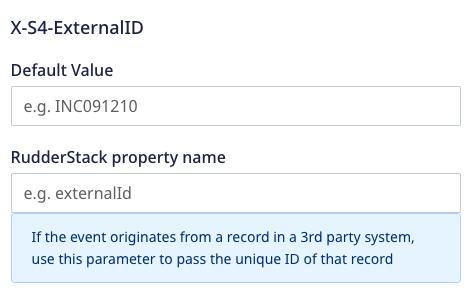 X-S4-ExternalID
Default Value
e.g. INC091210
RudderStack property name
e.g. externalId
If the event originates from a record in a 3rd party system,
use this parameter to pass the unique ID of that record